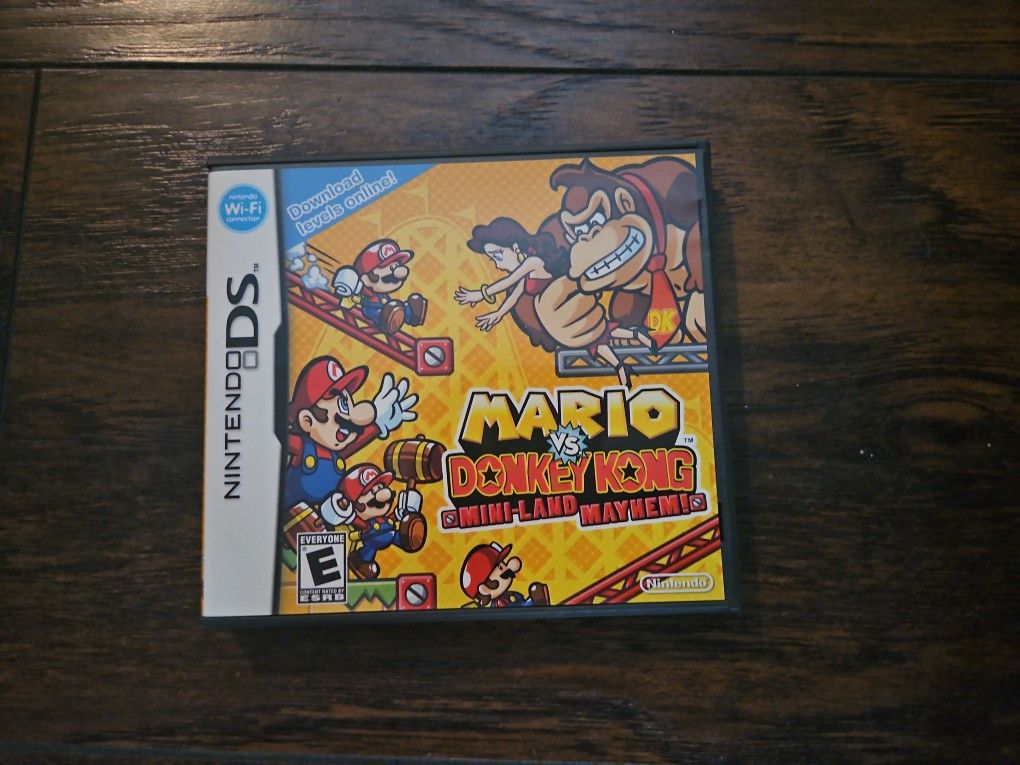 nintendo
Wi-Fi
connection
NINTENDO DS™
Download
levels online!
DK
MARIO
VS
™
DONKEY KONG
MINI-LAND MAYHEM!
EVERYONE
E
CONTENT RATED BY
ESRB
Nintendo